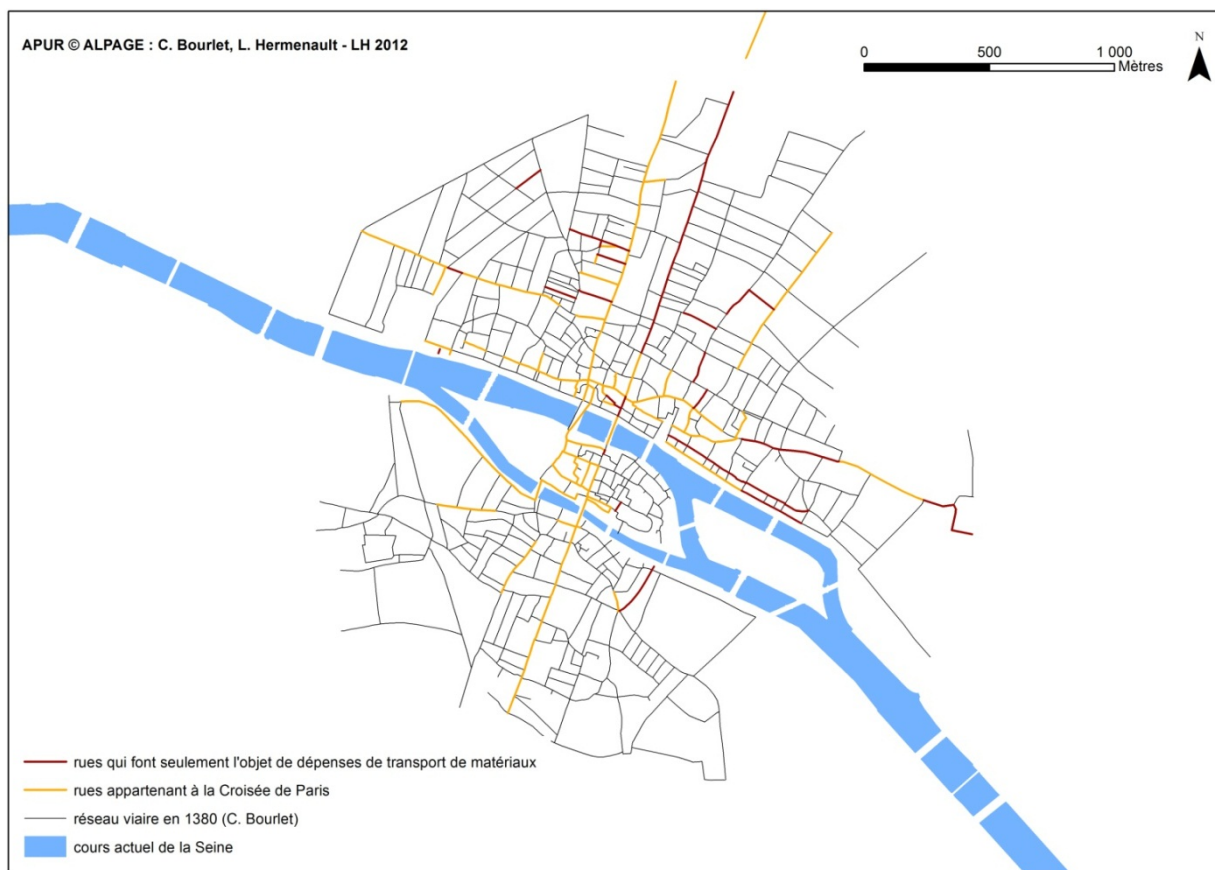 APUR © ALPAGE : C. Bourlet, L. Hermenault - LH 2012
0 500 1 000
Mètres
N
rues qui font seulement l'objet de dépenses de transport de matériaux
rues appartenant à la Croisée de Paris
réseau viaire en 1380 (C. Bourlet)
cours actuel de la Seine